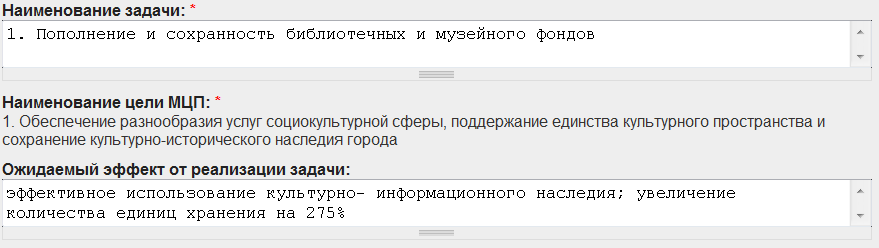 Наименование задачи: *
1. Пополнение и сохранность библиотечных и музейного фондов
Наименование цели МЦП: *
1. Обеспечение разнообразия услуг социокультурной сферы, поддержание единства культурного пространства и
сохранение культурно-исторического наследия города
Ожидаемый эффект от реализации задачи:
эффективное использование культурно- информационного наследия; увеличение
количества единиц хранения на 275%